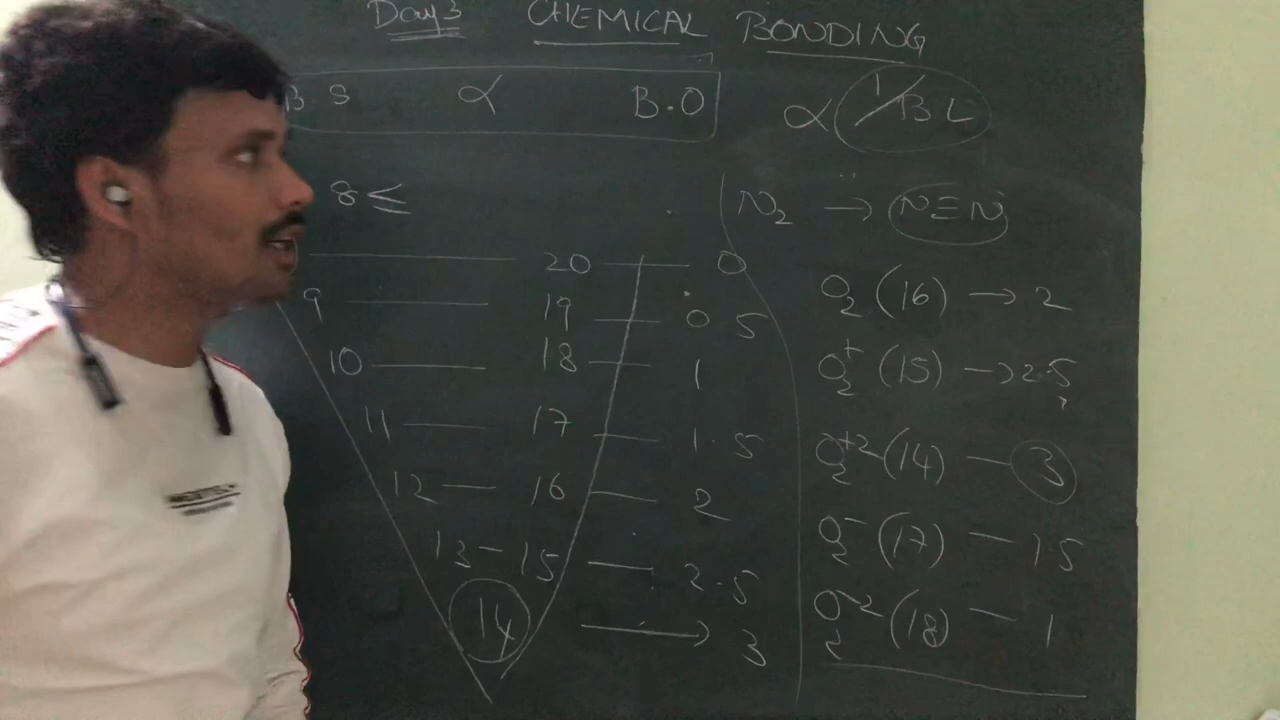 Day 3 CHEMICAL BONDING
B.S ∝ B.O ∝ 1/BL
8 ≤
N₂ → N≡N
20 — 0
9 — 19 — 0.5
10 — 18 — 1
11 — 17 — 1.5
12 — 16 — 2
13 — 15 — 2.5
14 → 3
O₂ (16) → 2
O₂⁺ (15) → 2.5
O₂⁺² (14) — 3
O₂⁻ (17) — 1.5
O₂⁻² (18) — 1